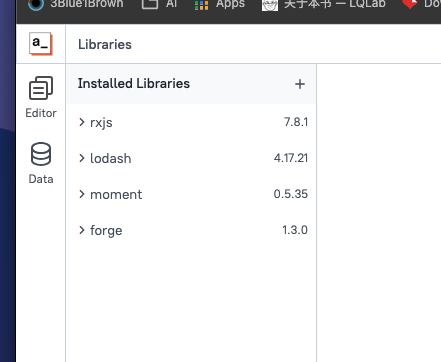 3Blue1Brown AI Apps 关于本书 — LQLab Dov
a_ Libraries
Installed Libraries +
Editor
rxjs 7.8.1
lodash 4.17.21
Data
moment 0.5.35
forge 1.3.0